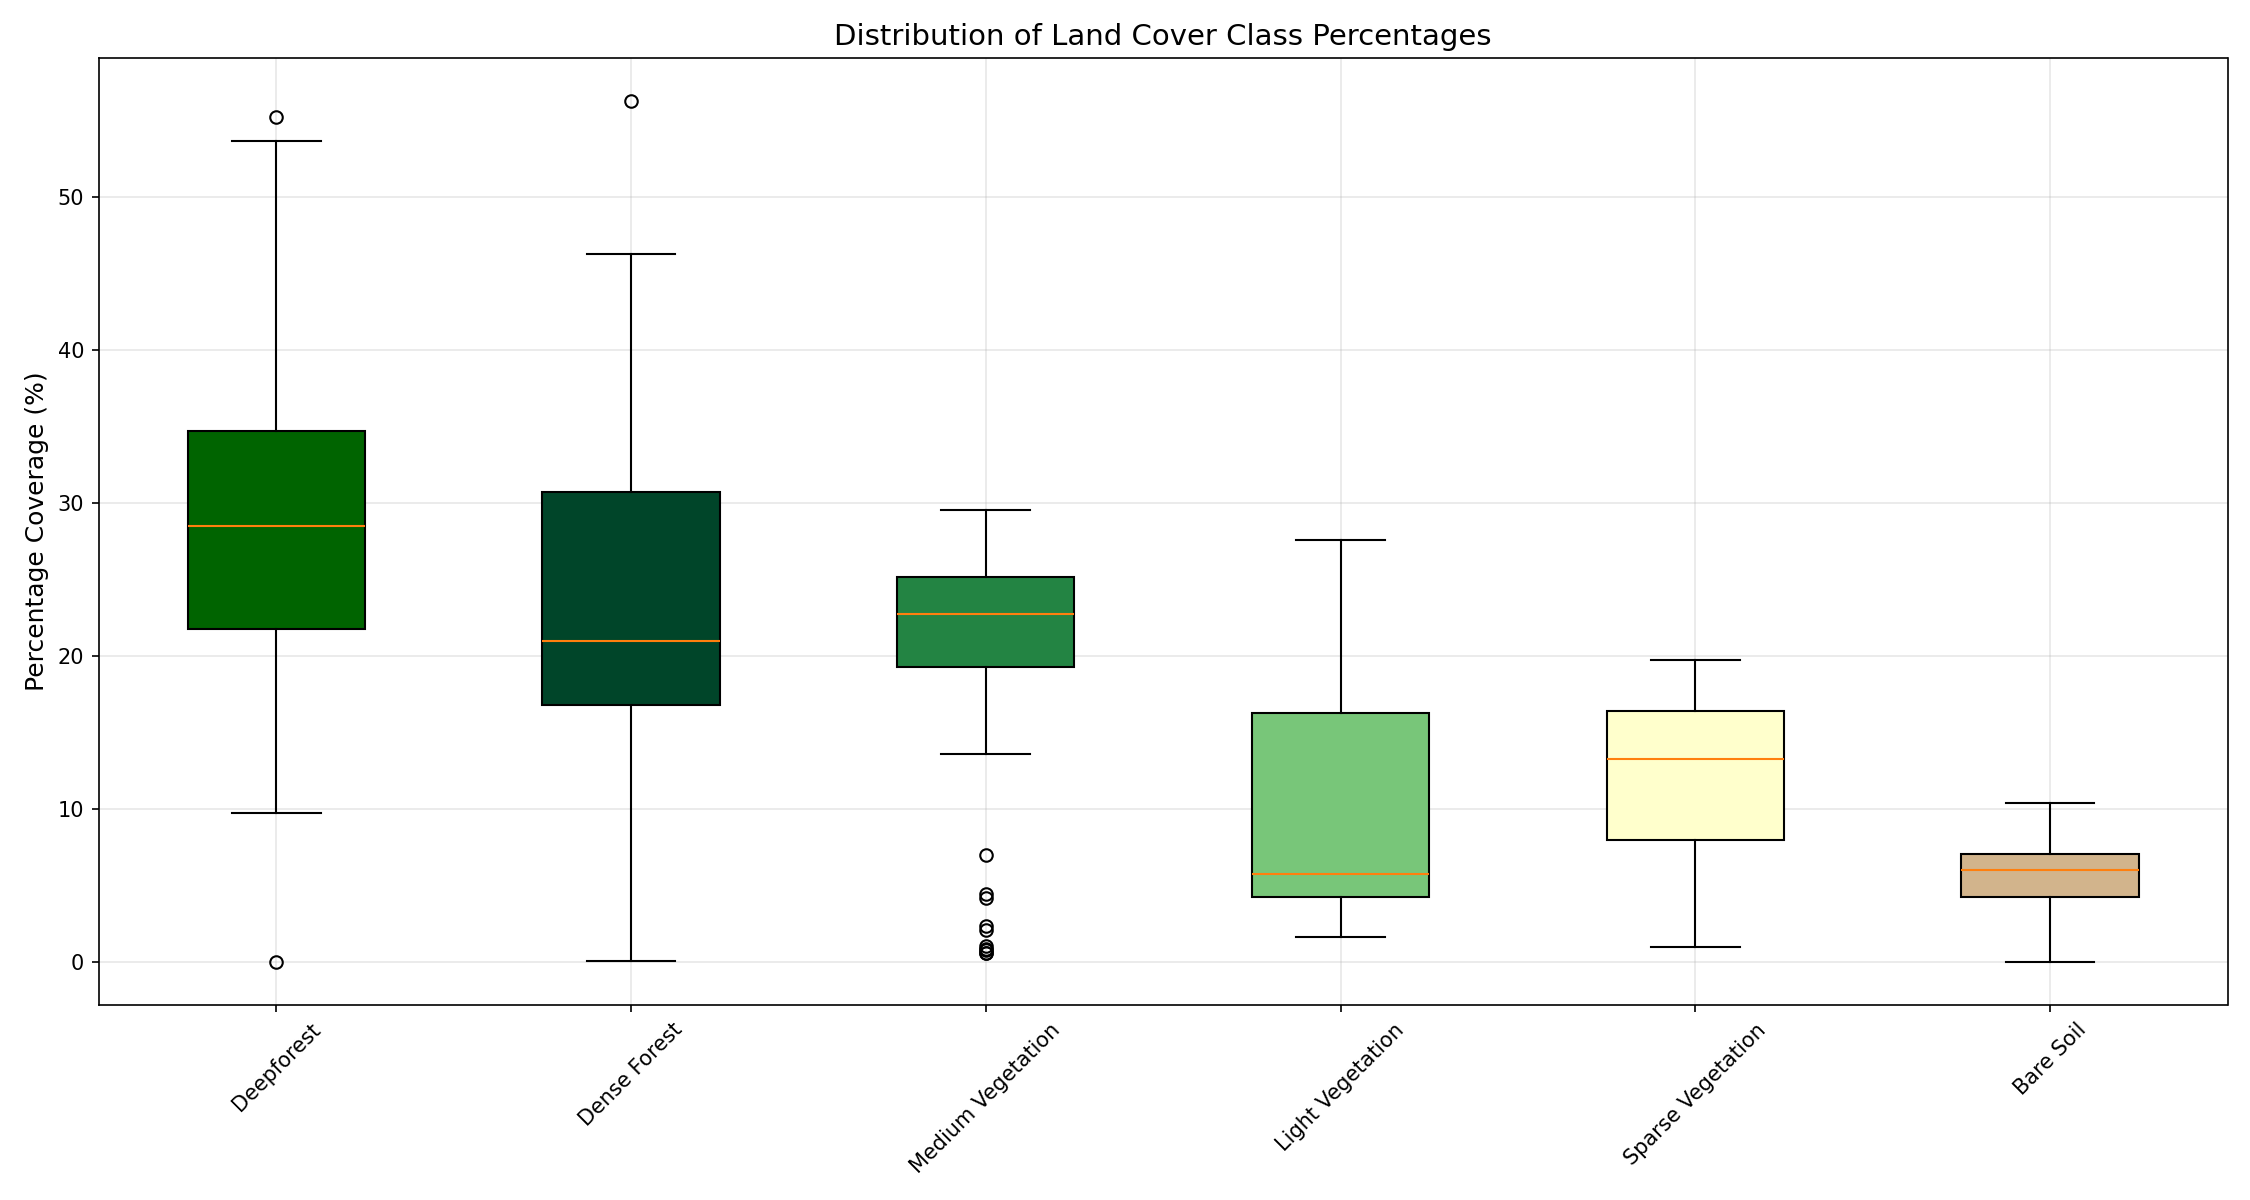 Distribution of Land Cover Class Percentages
Percentage Coverage (%)
50
40
30
20
10
0
Deepforest
Dense Forest
Medium Vegetation
Light Vegetation
Sparse Vegetation
Bare Soil